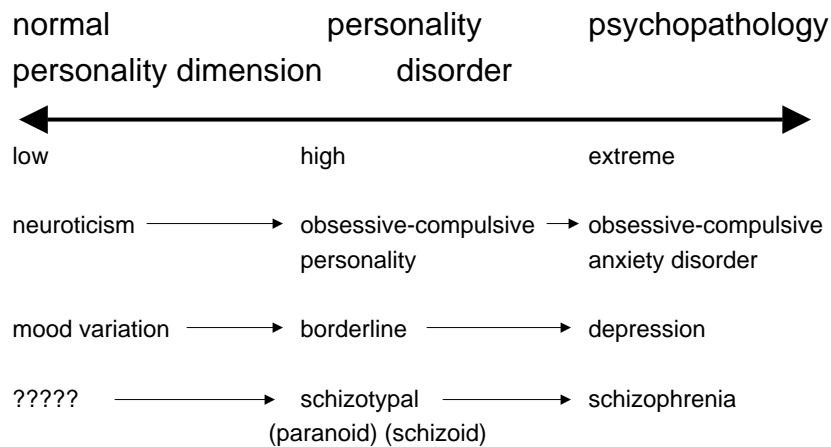 normal personality psychopathology
personality dimension disorder
low high extreme
neuroticism obsessive-compulsive obsessive-compulsive
personality anxiety disorder
mood variation borderline depression
????? schizotypal schizophrenia
(paranoid) (schizoid)